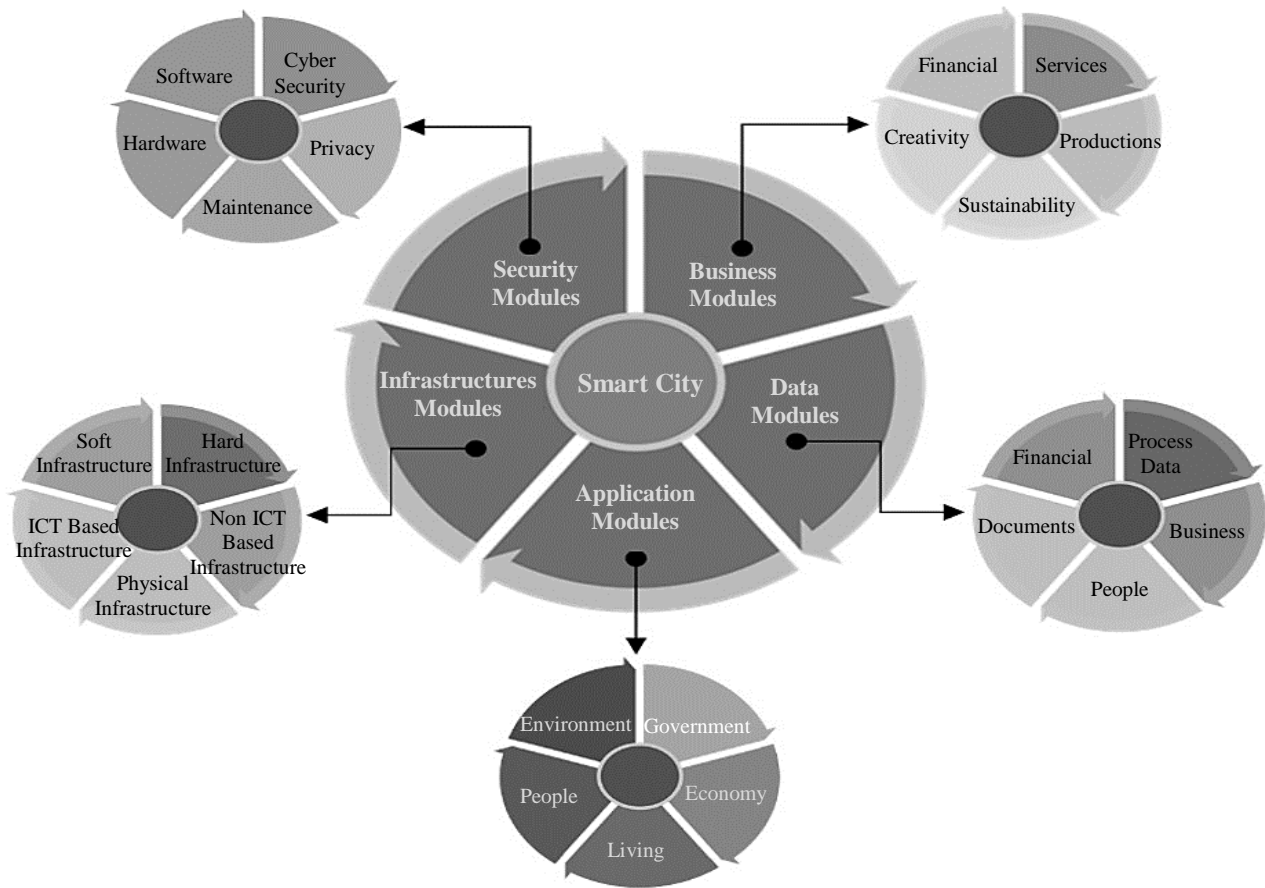 Software
Cyber
Security
Hardware
Privacy
Maintenance
Financial
Services
Creativity
Productions
Sustainability
Security
Modules
Business
Modules
Infrastructures
Modules
Smart City
Data
Modules
Application
Modules
Soft
Infrastructure
Hard
Infrastructure
ICT Based
Infrastructure
Non ICT
Based
Infrastructure
Physical
Infrastructure
Financial
Process
Data
Documents
Business
People
Environment
Government
People
Economy
Living